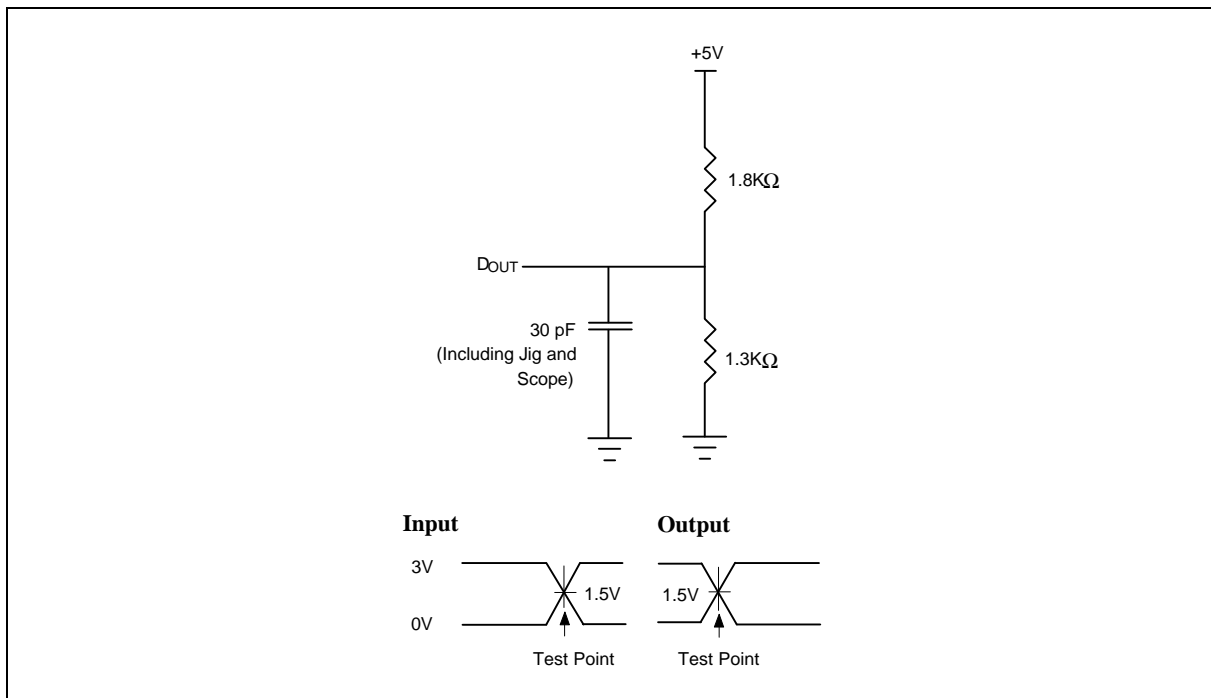 +5V
1.8KΩ
DOUT
30 pF
(Including Jig and
Scope)
1.3KΩ
Input
Output
3V
1.5V
1.5V
0V
Test Point
Test Point